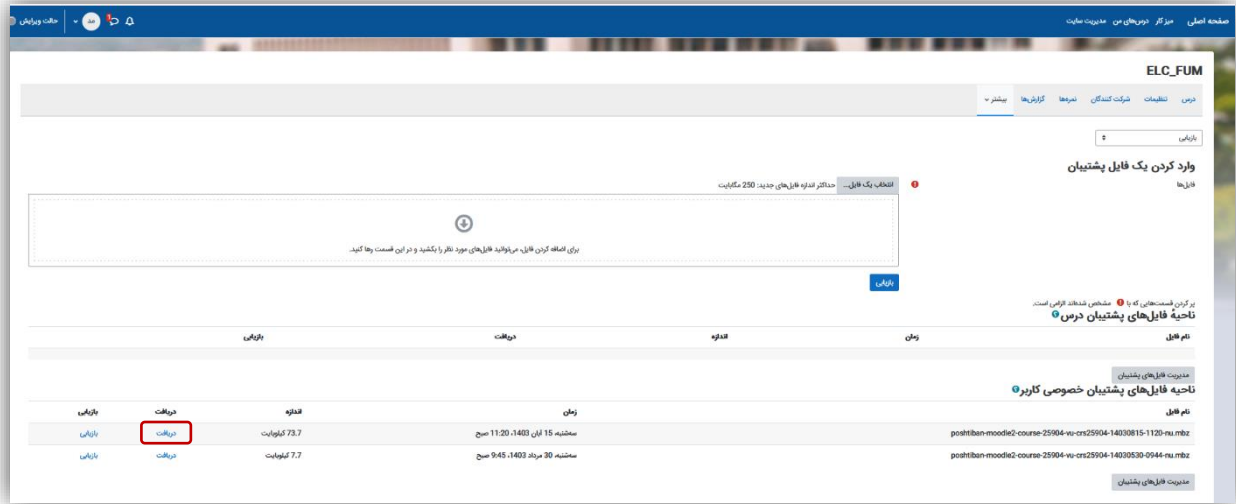 صفحه اصلی میز کار درس‌های من مدیریت سایت
مد حالت ویرایش
ELC_FUM
درس تنظیمات شرکت کنندگان نمره‌ها گزارش‌ها بیشتر
بازیابی
وارد کردن یک فایل پشتیبان
فایل‌ها
انتخاب یک فایل... حداکثر اندازه فایل‌های جدید: 250 مگابایت
برای اضافه کردن فایل، می‌توانید فایل‌های مورد نظر را بکشید و در این قسمت رها کنید.
بازیابی
پر کردن قسمت‌هایی که با مشخص شده‌اند الزامی است.
ناحیهٔ فایل‌های پشتیبان درس
نام فایل زمان اندازه دریافت بازیابی
مدیریت فایل‌های پشتیبان
ناحیه فایل‌های پشتیبان خصوصی کاربر
نام فایل زمان اندازه دریافت بازیابی
poshtiban-moodle2-course-25904-vu-crs25904-14030815-1120-nu.mbz سه‌شنبه، 15 آبان 1403، 11:20 صبح 73.7 کیلوبایت دریافت بازیابی
poshtiban-moodle2-course-25904-vu-crs25904-14030530-0944-nu.mbz سه‌شنبه، 30 مرداد 1403، 9:45 صبح 7.7 کیلوبایت دریافت بازیابی
مدیریت فایل‌های پشتیبان